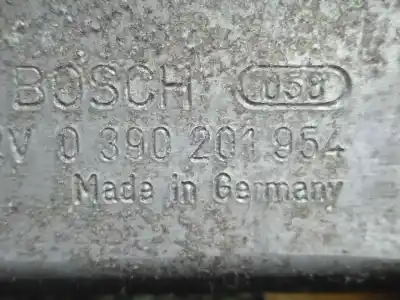 BOSCH 058
V 0 390 201 954
Made in Germany